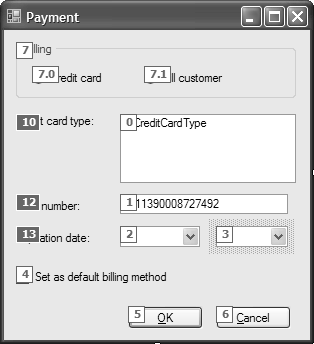 Payment
7 lling
7.0 redit card 7.1 ll customer
10 t card type: 0 CreditCardType
12 number: 1 11390008727492
13 ation date: 2 3
4 Set as default billing method
5 OK 6 Cancel